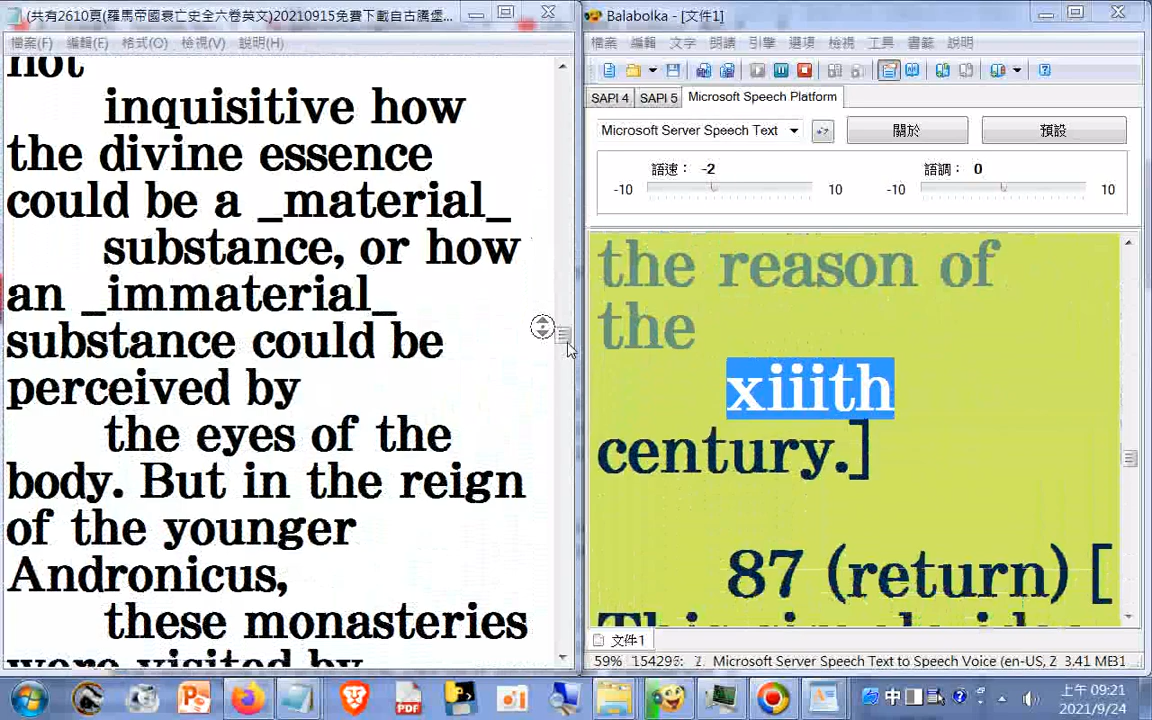 (共有2610頁(羅馬帝國衰亡史全六卷英文)20210915免費下載自古騰堡...
檔案(F) 編輯(E) 格式(O) 檢視(V) 說明(H)
not
inquisitive how
the divine essence
could be a _material_
substance, or how
an _immaterial_
substance could be
perceived by
the eyes of the
body. But in the reign
of the younger
Andronicus,
these monasteries
were visited by
Balabolka - [文件1]
檔案 編輯 文字 朗讀 引擎 選項 檢視 工具 書籤 說明
SAPI 4 SAPI 5 Microsoft Speech Platform
Microsoft Server Speech Text 關於 預設
語速： -2 語調： 0
-10 10 -10 10
the reason of
the
xiiith
century.]
87 (return) [
文件1
59% Microsoft Server Speech Text to Speech Voice (en-US, Z 3.41 MB
中
上午 09:21
2021/9/24